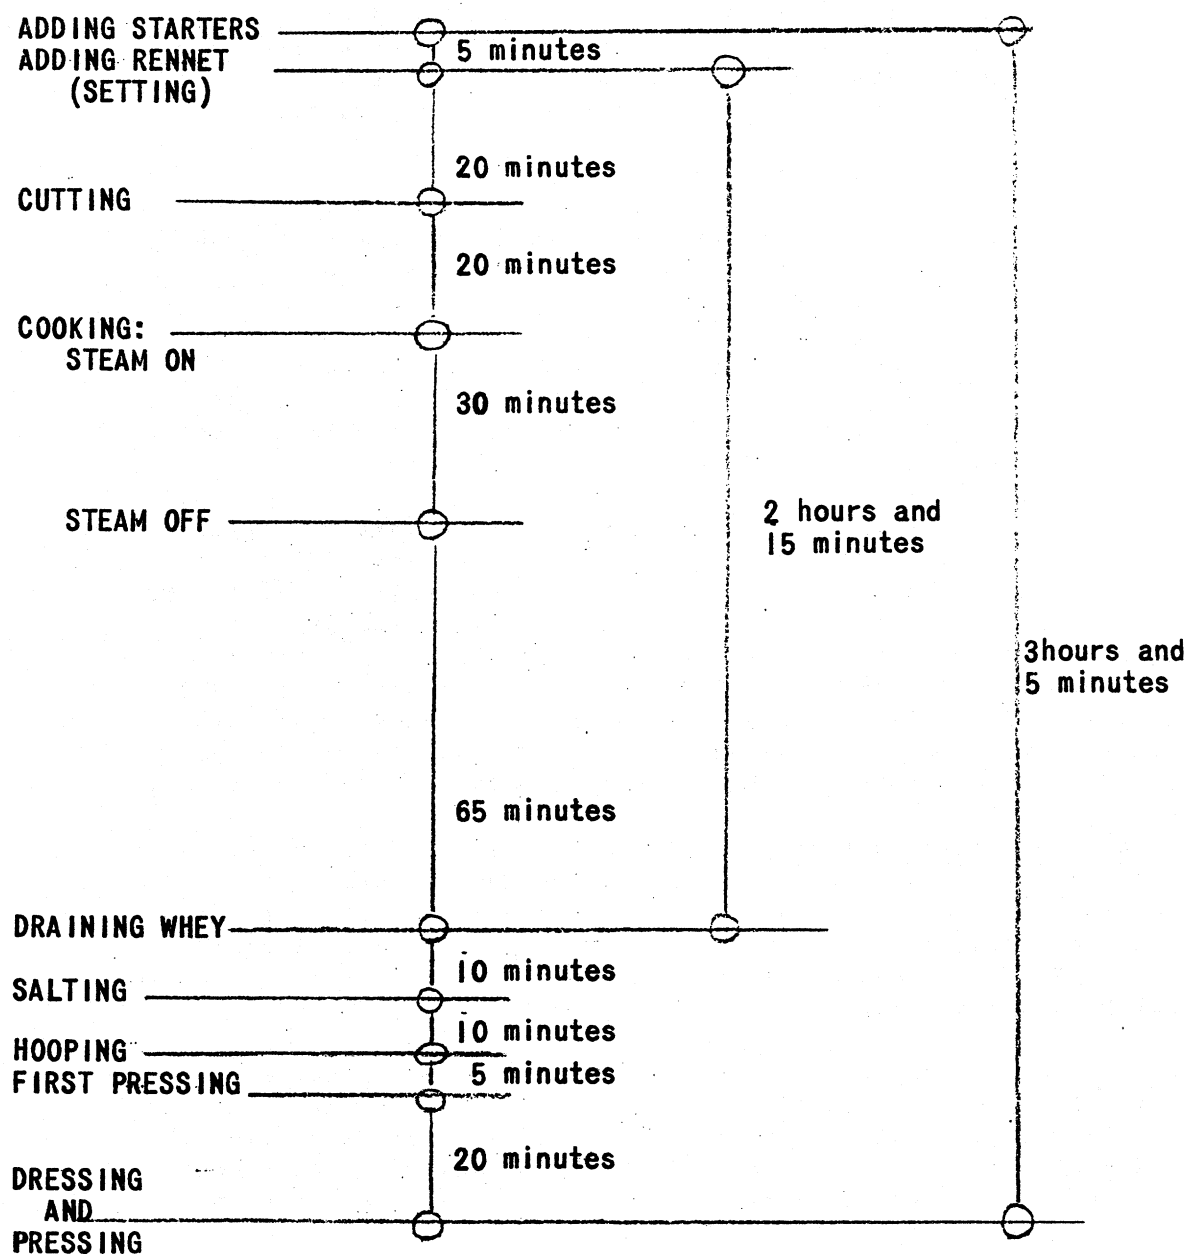 ADDING STARTERS
5 minutes
ADDING RENNET
(SETTING)
20 minutes
CUTTING
20 minutes
COOKING:
STEAM ON
30 minutes
STEAM OFF
2 hours and
15 minutes
3hours and
5 minutes
65 minutes
DRAINING WHEY
10 minutes
SALTING
10 minutes
HOOPING
5 minutes
FIRST PRESSING
20 minutes
DRESSING
AND
PRESSING